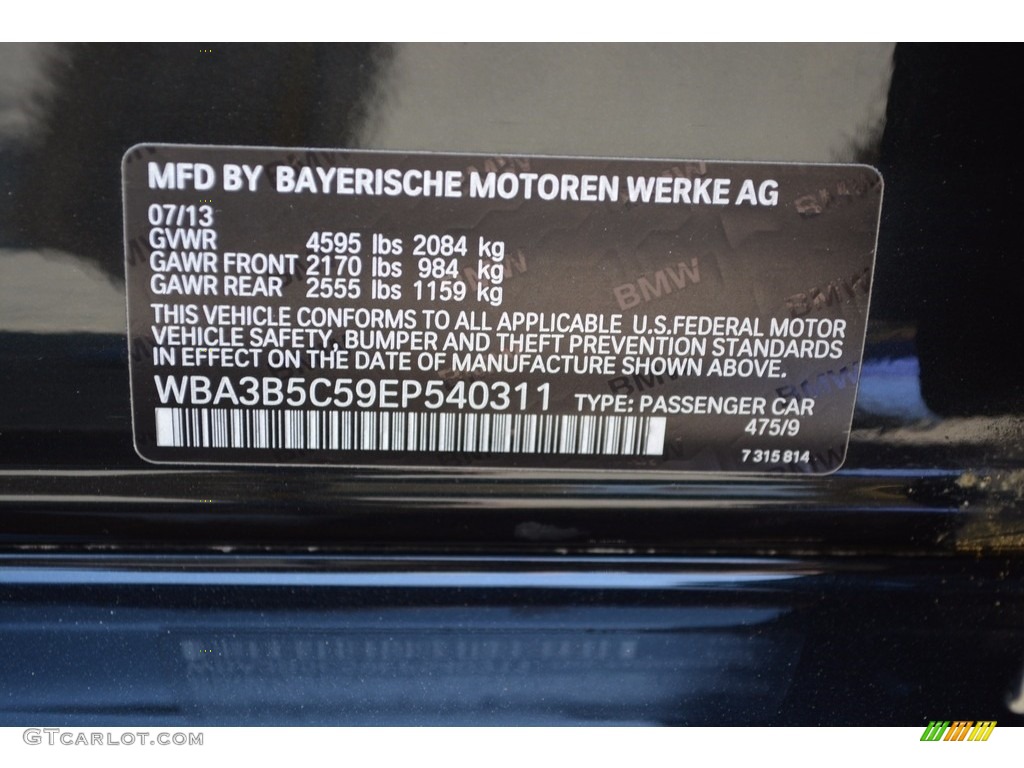 MFD BY BAYERISCHE MOTOREN WERKE AG
07/13
GVWR 4595 lbs 2084 kg
GAWR FRONT 2170 lbs 984 kg
GAWR REAR 2555 lbs 1159 kg
THIS VEHICLE CONFORMS TO ALL APPLICABLE U.S.FEDERAL MOTOR
VEHICLE SAFETY, BUMPER AND THEFT PREVENTION STANDARDS
IN EFFECT ON THE DATE OF MANUFACTURE SHOWN ABOVE.
WBA3B5C59EP540311 TYPE: PASSENGER CAR
475/9
7 315 814
BMW
GTCARLOT.COM